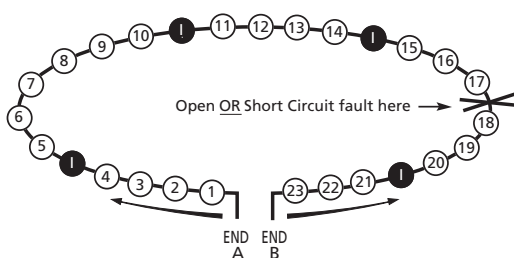 10 I 11 12 13 14 I 15
9 16
8 17
7
Open OR Short Circuit fault here
6 18
5 19
I 4 3 2 1 23 22 21 I 20
END END
A B